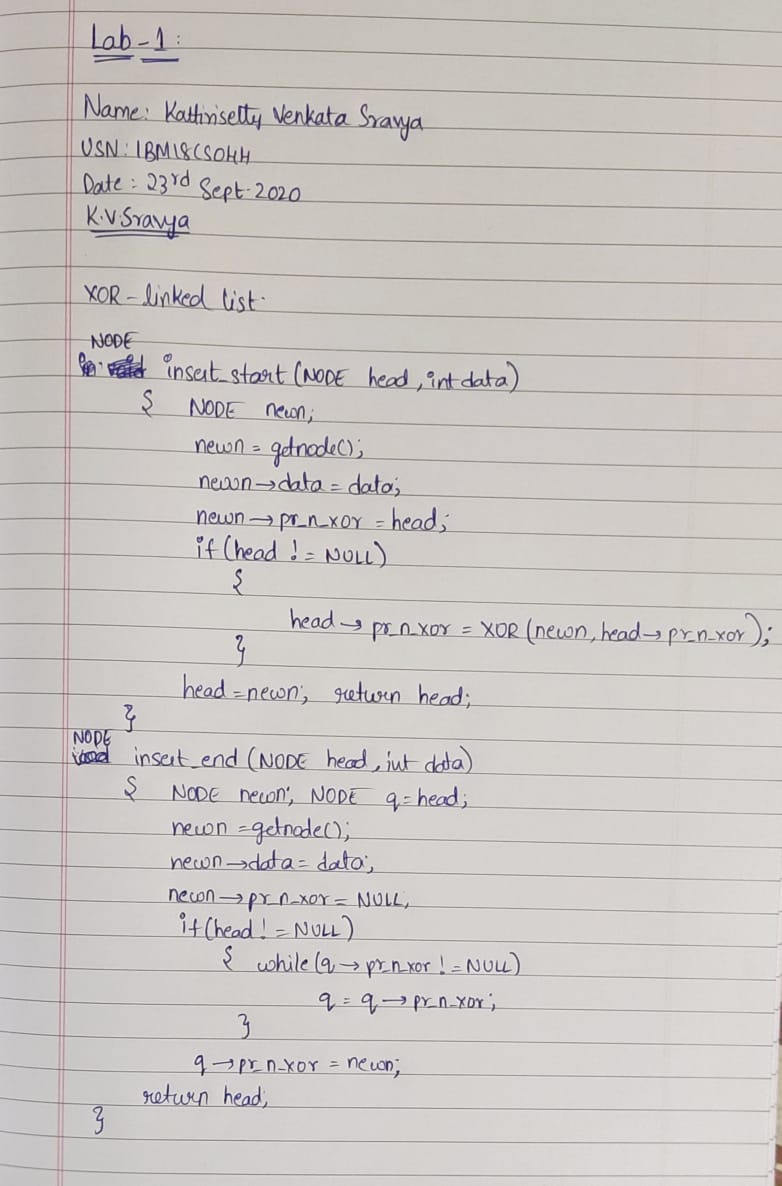 Lab-1:
Name: Kattirisetty Venkata Sravya
USN: 1BM18CS044
Date: 23rd Sept-2020
K.V.Sravya
XOR-linked list.
NODE
insert_start(NODE head, int data)
{ NODE newn;
newn = getnode();
newn→data = data;
newn→pr_n_xor = head;
if(head != NULL)
{
head→pr_n_xor = XOR(newn, head→pr_n_xor);
}
head=newn; return head;
}
NODE
insert_end(NODE head, int data)
{ NODE newn; NODE q=head;
newn=getnode();
newn→data = data;
newn→pr_n_xor = NULL;
if(head != NULL)
{ while(q→pr_n_xor != NULL)
q = q→pr_n_xor;
}
q→pr_n_xor = newn;
return head;
}